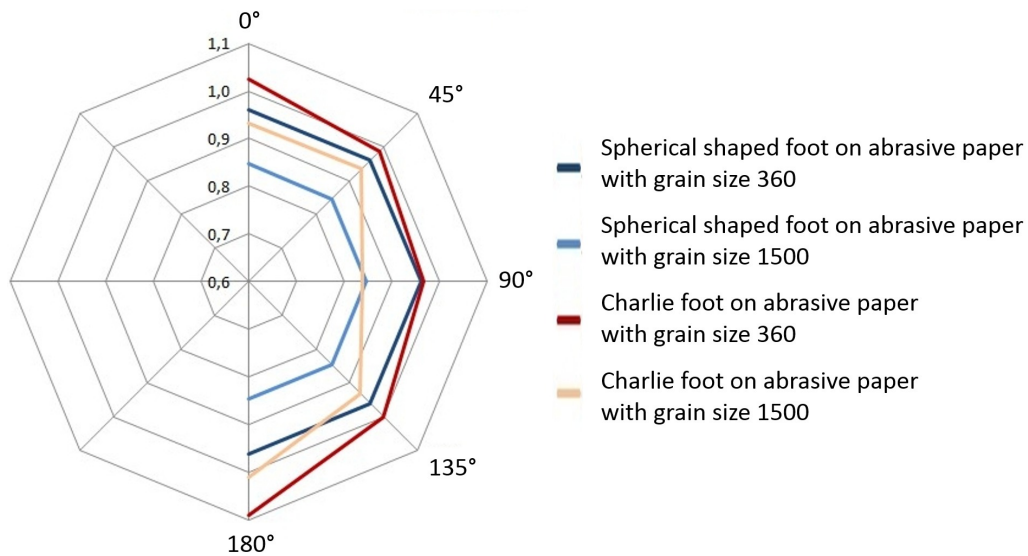 0°
1,1
45°
1,0
0,9
0,8
0,7
0,6
90°
135°
180°
Spherical shaped foot on abrasive paper
with grain size 360
Spherical shaped foot on abrasive paper
with grain size 1500
Charlie foot on abrasive paper
with grain size 360
Charlie foot on abrasive paper
with grain size 1500